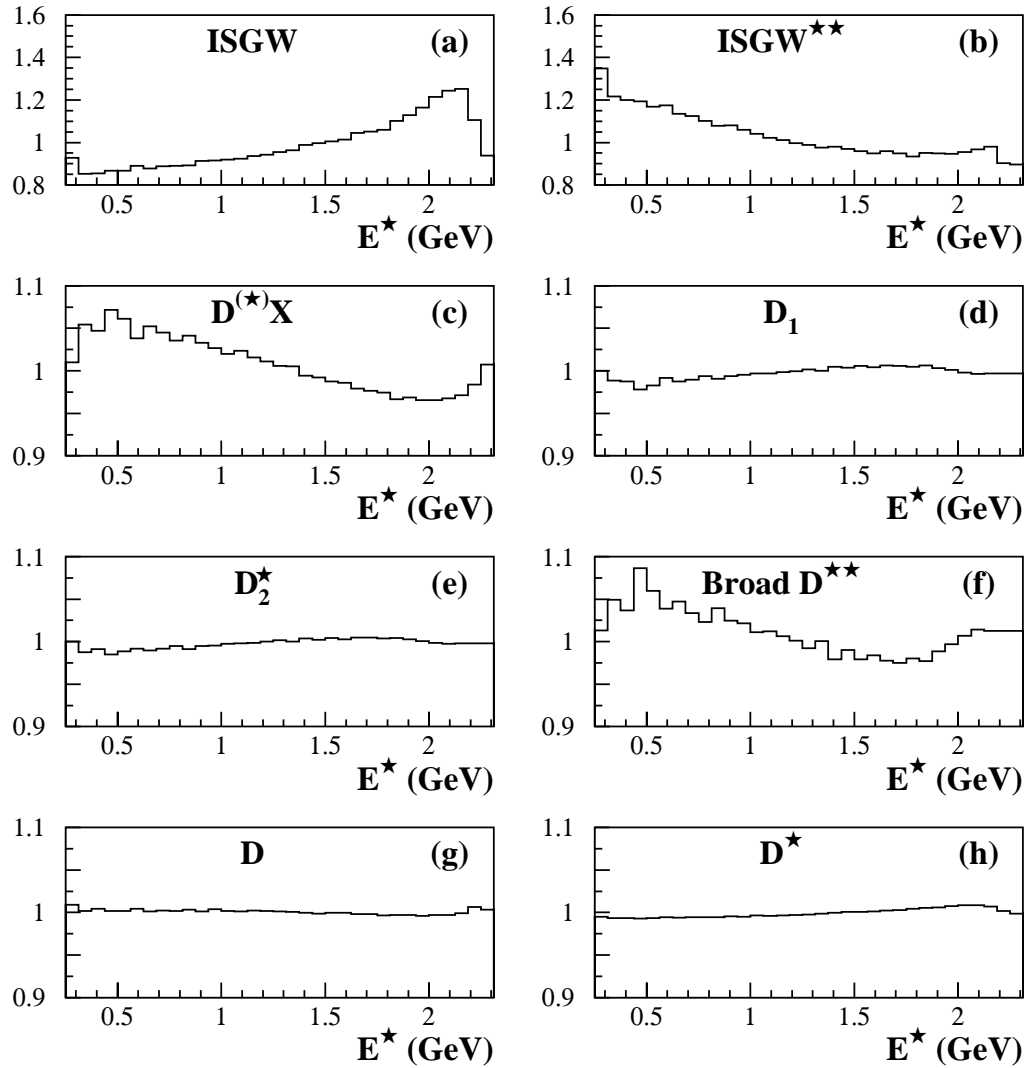 ISGW (a)
1.6
1.4
1.2
1
0.8
0.5 1 1.5 2
E★ (GeV)
ISGW★★ (b)
1.6
1.4
1.2
1
0.8
0.5 1 1.5 2
E★ (GeV)
D(★)X (c)
1.1
1
0.9
0.5 1 1.5 2
E★ (GeV)
D1 (d)
1.1
1
0.9
0.5 1 1.5 2
E★ (GeV)
D★2 (e)
1.1
1
0.9
0.5 1 1.5 2
E★ (GeV)
Broad D★★ (f)
1.1
1
0.9
0.5 1 1.5 2
E★ (GeV)
D (g)
1.1
1
0.9
0.5 1 1.5 2
E★ (GeV)
D★ (h)
1.1
1
0.9
0.5 1 1.5 2
E★ (GeV)